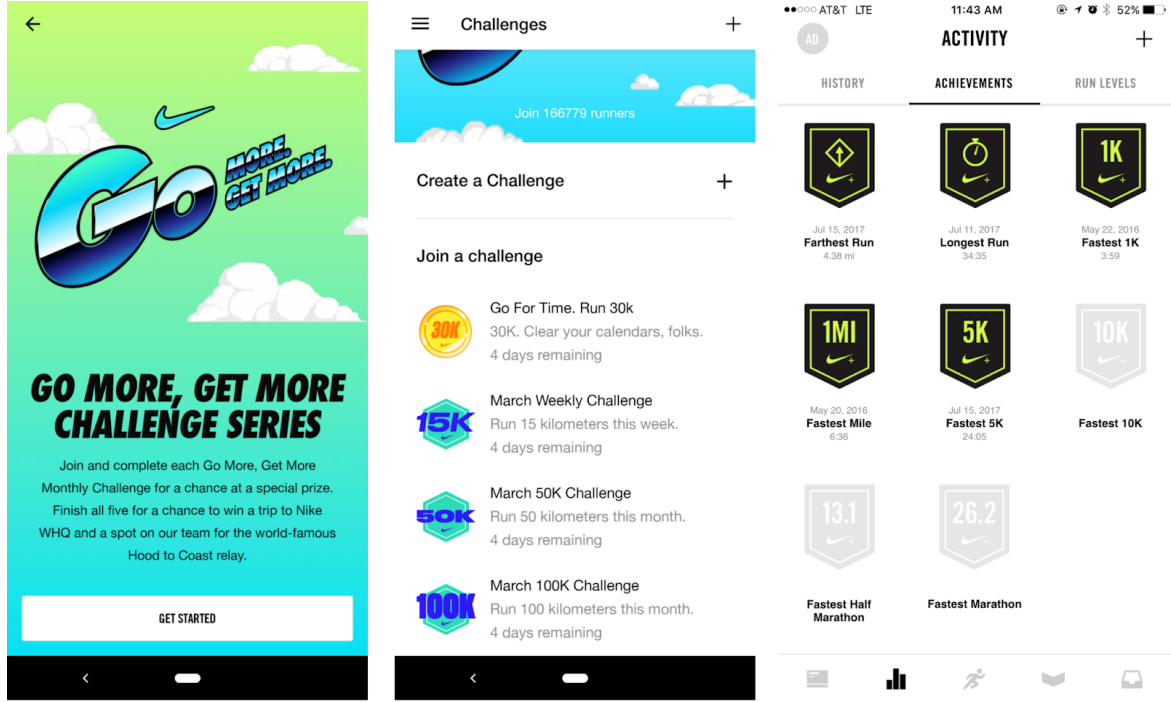 Go MORE.
GET MORE.
GO MORE, GET MORE
CHALLENGE SERIES
Join and complete each Go More, Get More
Monthly Challenge for a chance at a special prize.
Finish all five for a chance to win a trip to Nike
WHQ and a spot on our team for the world-famous
Hood to Coast relay.
GET STARTED
Challenges
Join 166779 runners
Create a Challenge
Join a challenge
30K
Go For Time. Run 30k
30K. Clear your calendars, folks.
4 days remaining
15K
March Weekly Challenge
Run 15 kilometers this week.
4 days remaining
50K
March 50K Challenge
Run 50 kilometers this month.
4 days remaining
100K
March 100K Challenge
Run 100 kilometers this month.
4 days remaining
AT&T LTE 11:43 AM 52%
AD ACTIVITY
HISTORY ACHIEVEMENTS RUN LEVELS
1K
Jul 15, 2017 Jul 11, 2017 May 22, 2016
Farthest Run Longest Run Fastest 1K
4.38 mi 34:35 3:59
1MI 5K 10K
May 20, 2016 Jul 15, 2017
Fastest Mile Fastest 5K Fastest 10K
6:36 24:05
13.1 26.2
Fastest Half Fastest Marathon
Marathon